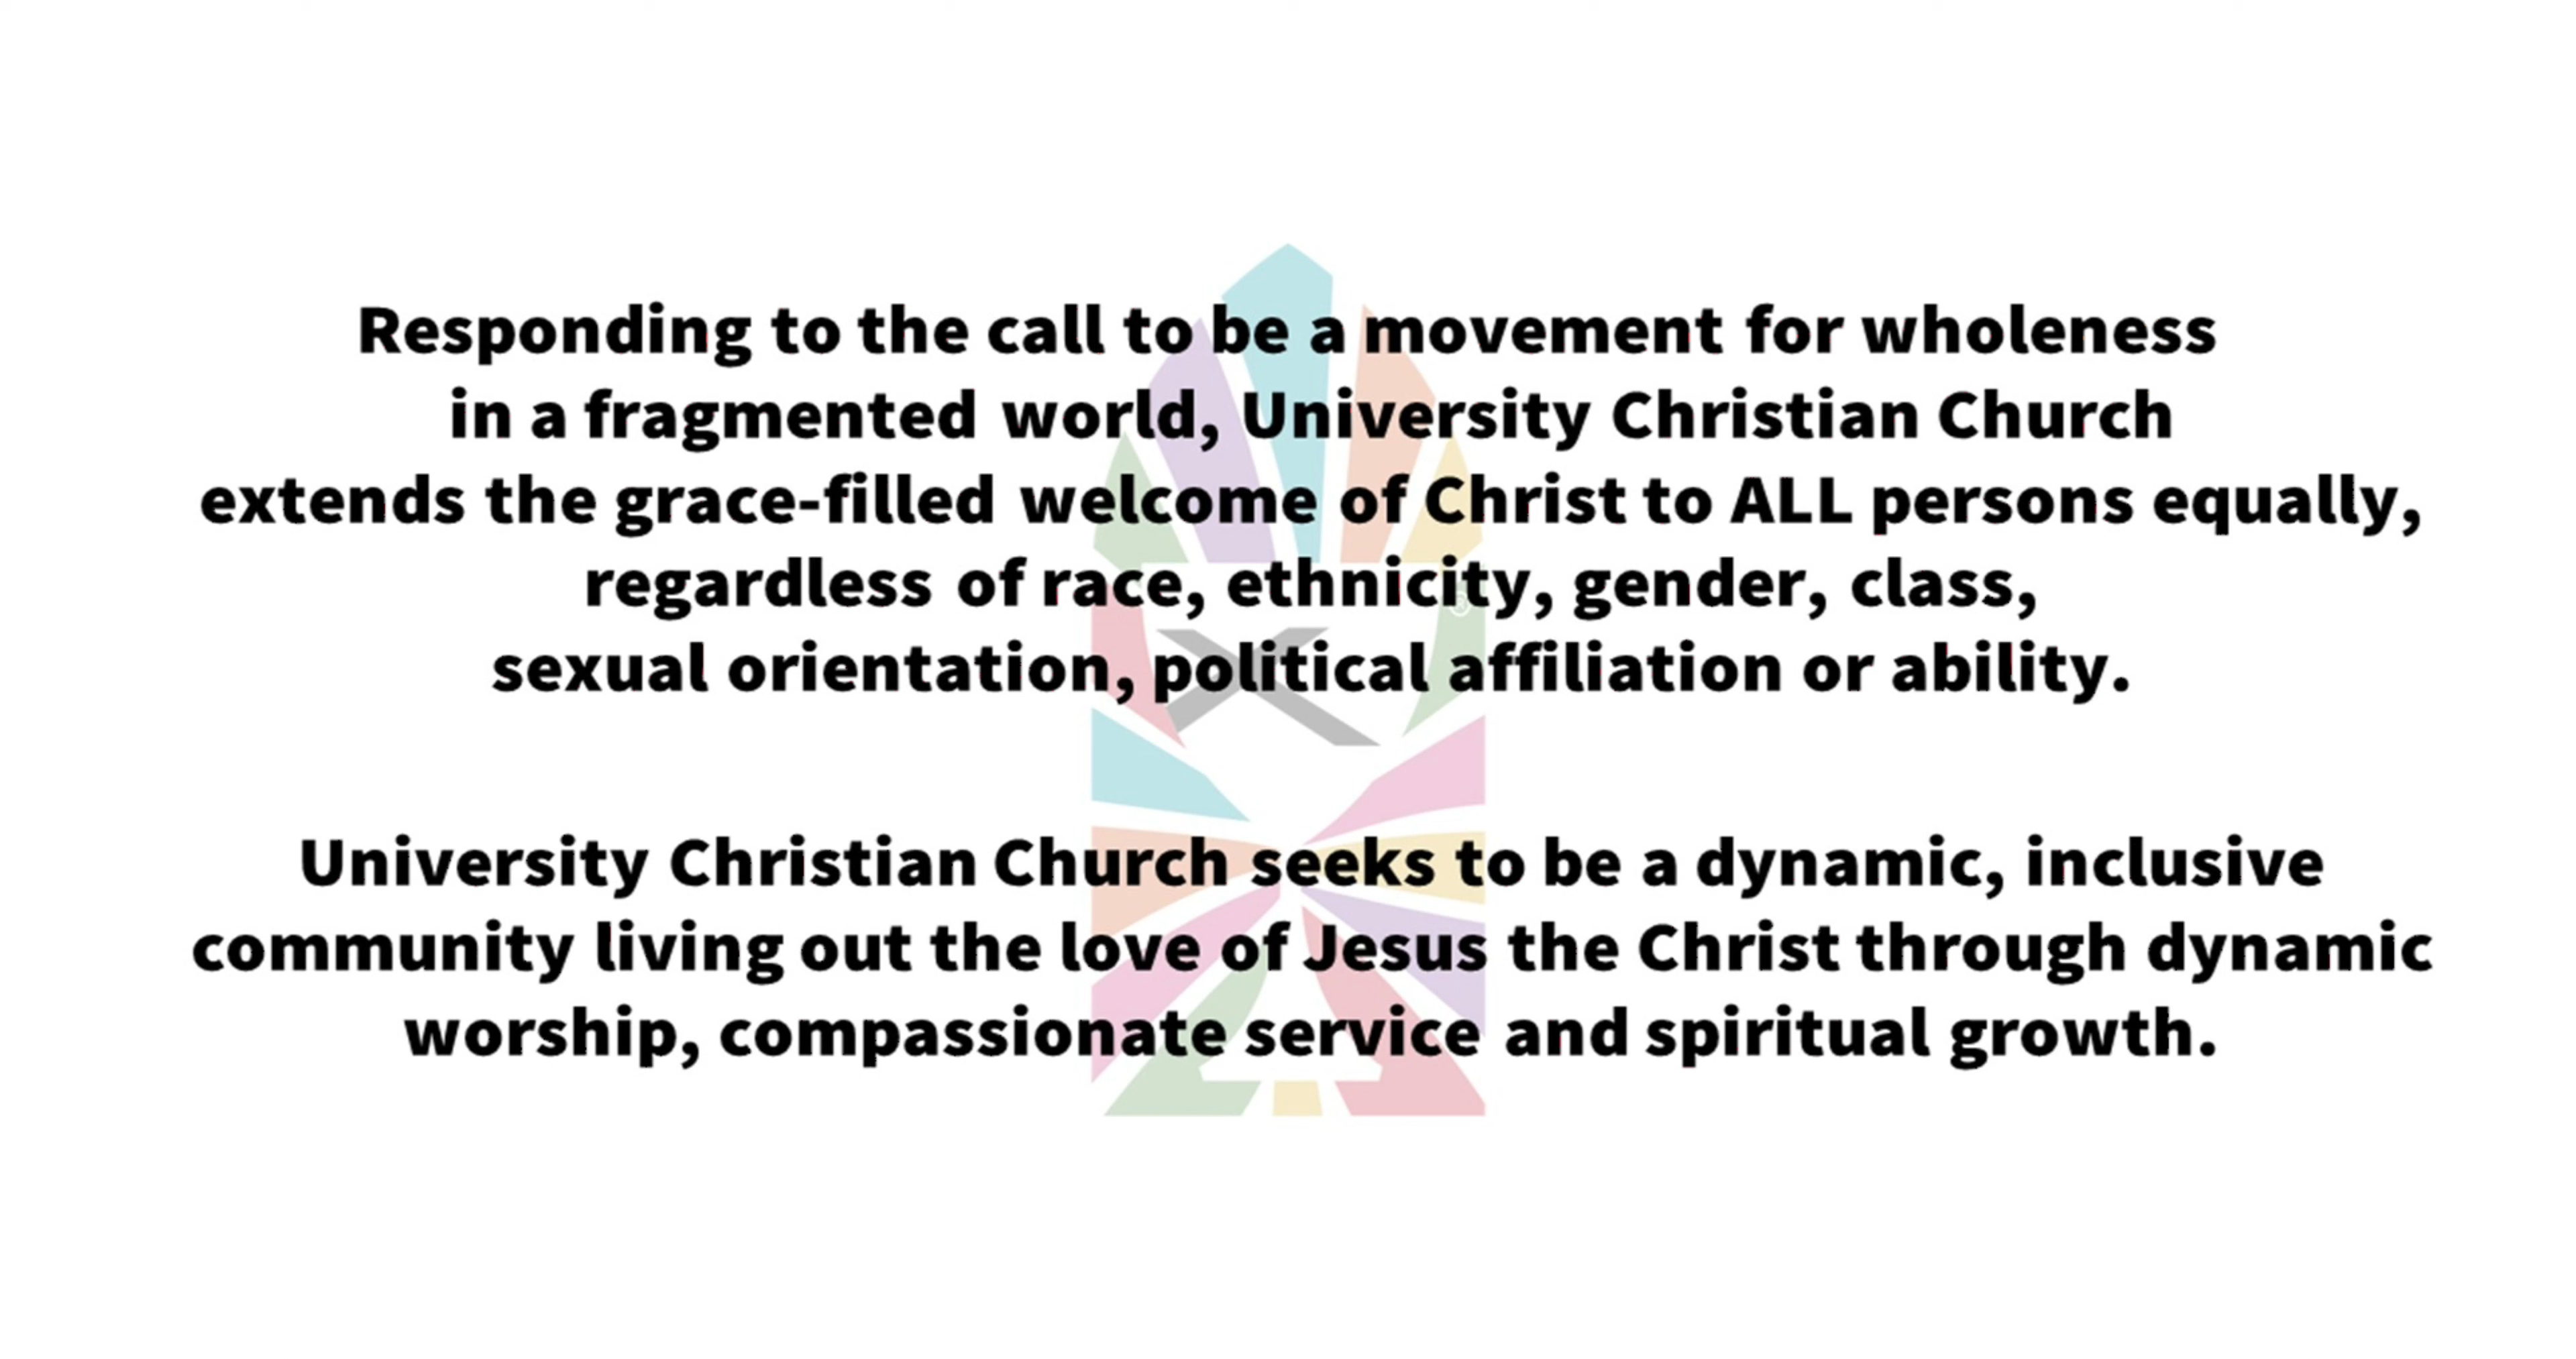 Responding to the call to be a movement for wholeness
in a fragmented world, University Christian Church
extends the grace-filled welcome of Christ to ALL persons equally,
regardless of race, ethnicity, gender, class,
sexual orientation, political affiliation or ability.
University Christian Church seeks to be a dynamic, inclusive
community living out the love of Jesus the Christ through dynamic
worship, compassionate service and spiritual growth.